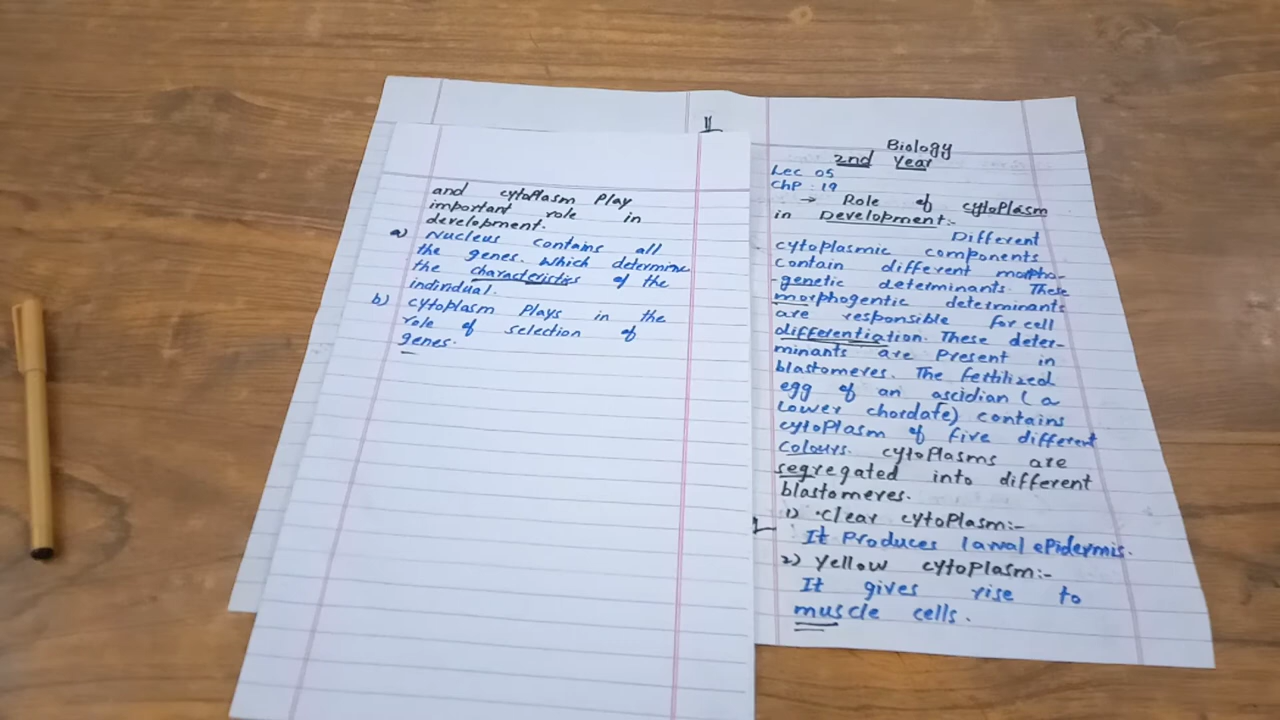 and cytoplasm play
important role in
development.
a) Nucleus contains all
the genes. Which determine
the characteristics of the
individual.
b) cytoplasm plays in the
role of selection of
genes.
Biology
2nd Year
Lec 05
Chp : 19
→ Role of cytoplasm
in Development:-
Different
cytoplasmic components
contain different morpho-
-genetic determinants. These
morphogentic determinants
are responsible for cell
differentiation. These deter-
minants are present in
blastomeres. The fertilized
egg of an ascidian (a
lower chordate) contains
cytoplasm of five different
colours. cytoplasms are
segregated into different
blastomeres.
1) Clear cytoplasm:-
It produces larval epidermis.
2) Yellow cytoplasm:-
It gives rise to
muscle cells.